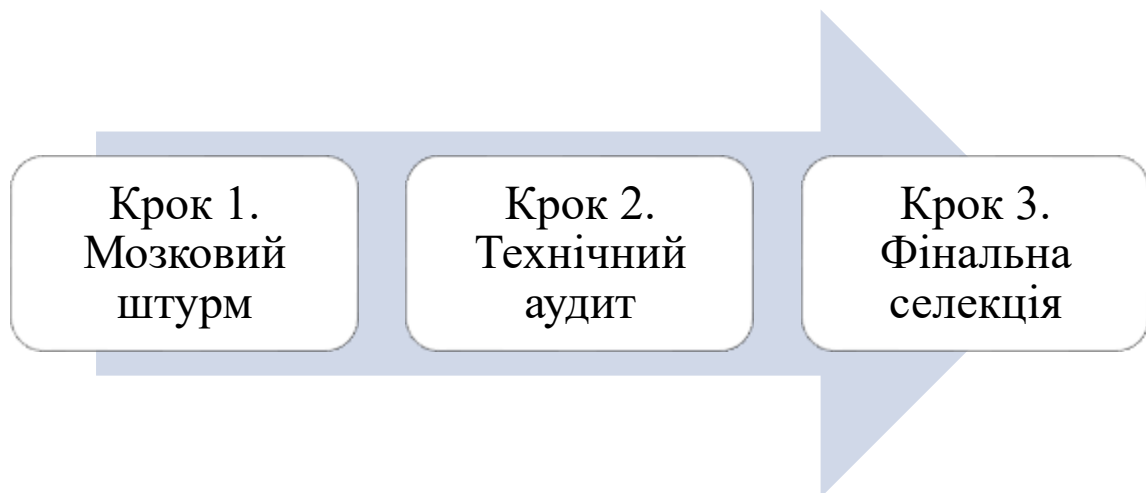 Крок 1.
Мозковий
штурм
Крок 2.
Технічний
аудит
Крок 3.
Фінальна
селекція